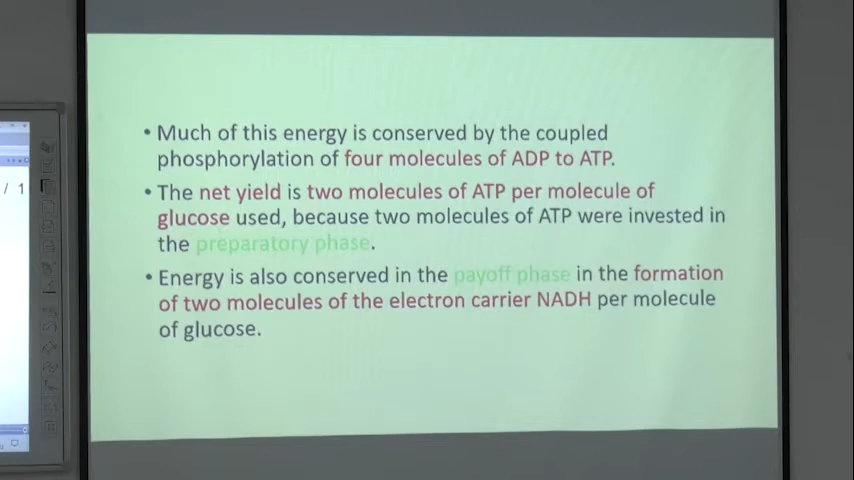 • Much of this energy is conserved by the coupled
phosphorylation of four molecules of ADP to ATP.
• The net yield is two molecules of ATP per molecule of
glucose used, because two molecules of ATP were invested in
the preparatory phase.
• Energy is also conserved in the payoff phase in the formation
of two molecules of the electron carrier NADH per molecule
of glucose.
/ 1